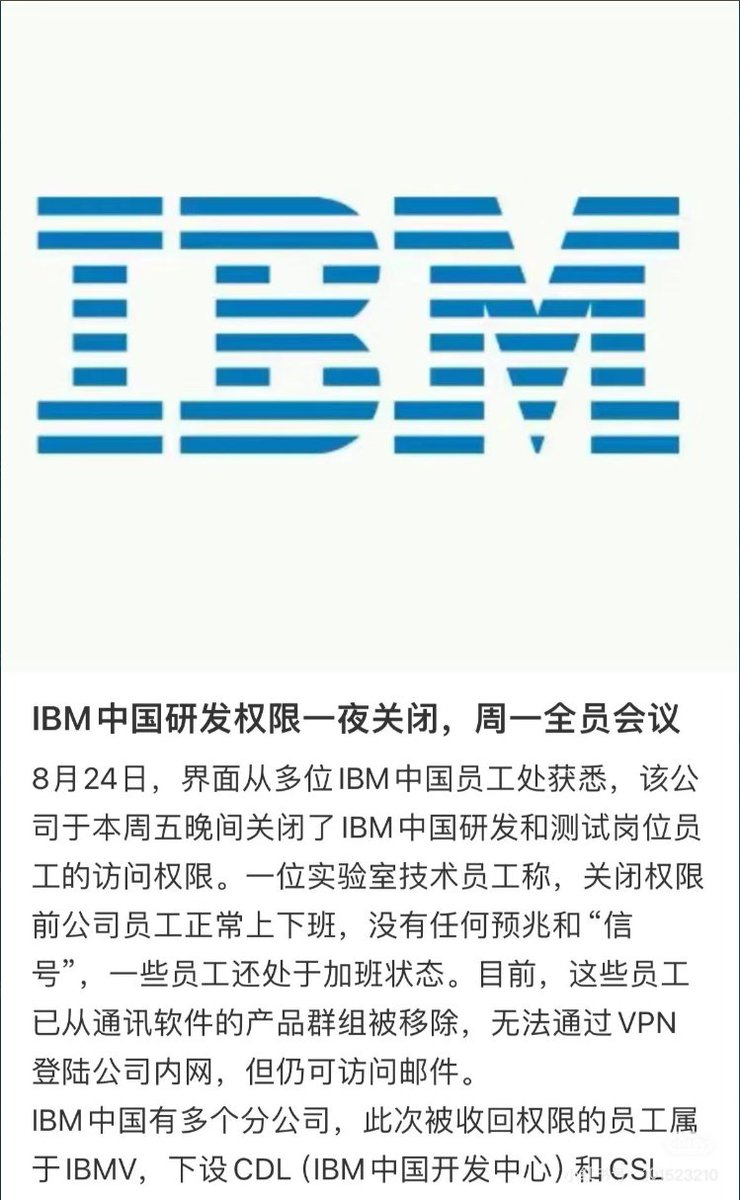 IBM
IBM中国研发权限一夜关闭，周一全员会议
8月24日，界面从多位IBM中国员工处获悉，该公
司于本周五晚间关闭了IBM中国研发和测试岗位员
工的访问权限。一位实验室技术员工称，关闭权限
前公司员工正常上下班，没有任何预兆和“信
号”，一些员工还处于加班状态。目前，这些员工
已从通讯软件的产品群组被移除，无法通过VPN
登陆公司内网，但仍可访问邮件。
IBM中国有多个分公司，此次被收回权限的员工属
于IBMV，下设CDL（IBM中国开发中心）和CSL